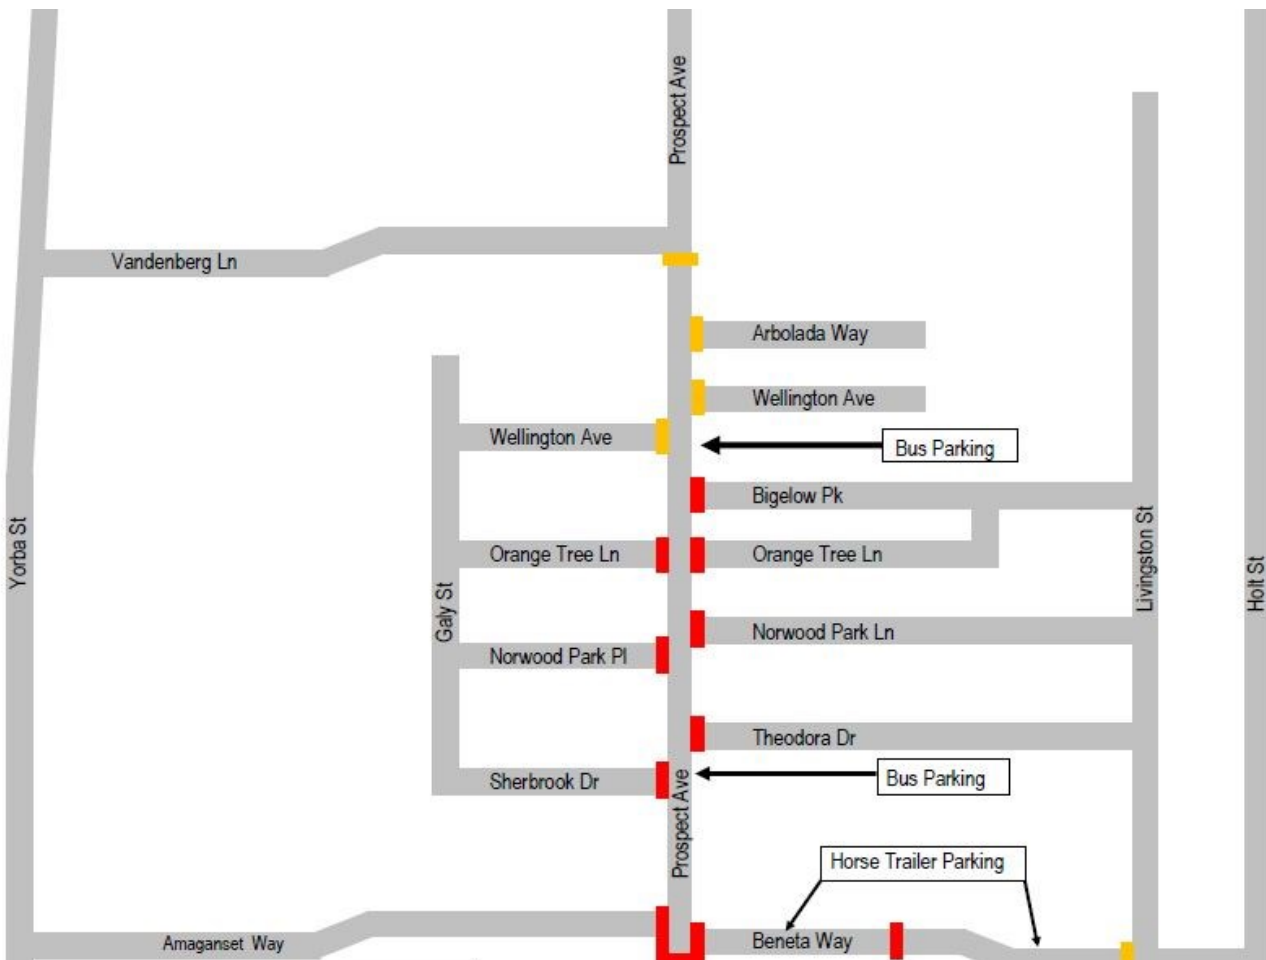 Prospect Ave
Vandenberg Ln
Arbolada Way
Wellington Ave
Wellington Ave
Bus Parking
Bigelow Pk
Yorba St
Orange Tree Ln
Orange Tree Ln
Livingston St
Holt St
Galy St
Norwood Park Ln
Norwood Park Pl
Theodora Dr
Sherbrook Dr
Bus Parking
Prospect Ave
Horse Trailer Parking
Amaganset Way
Beneta Way